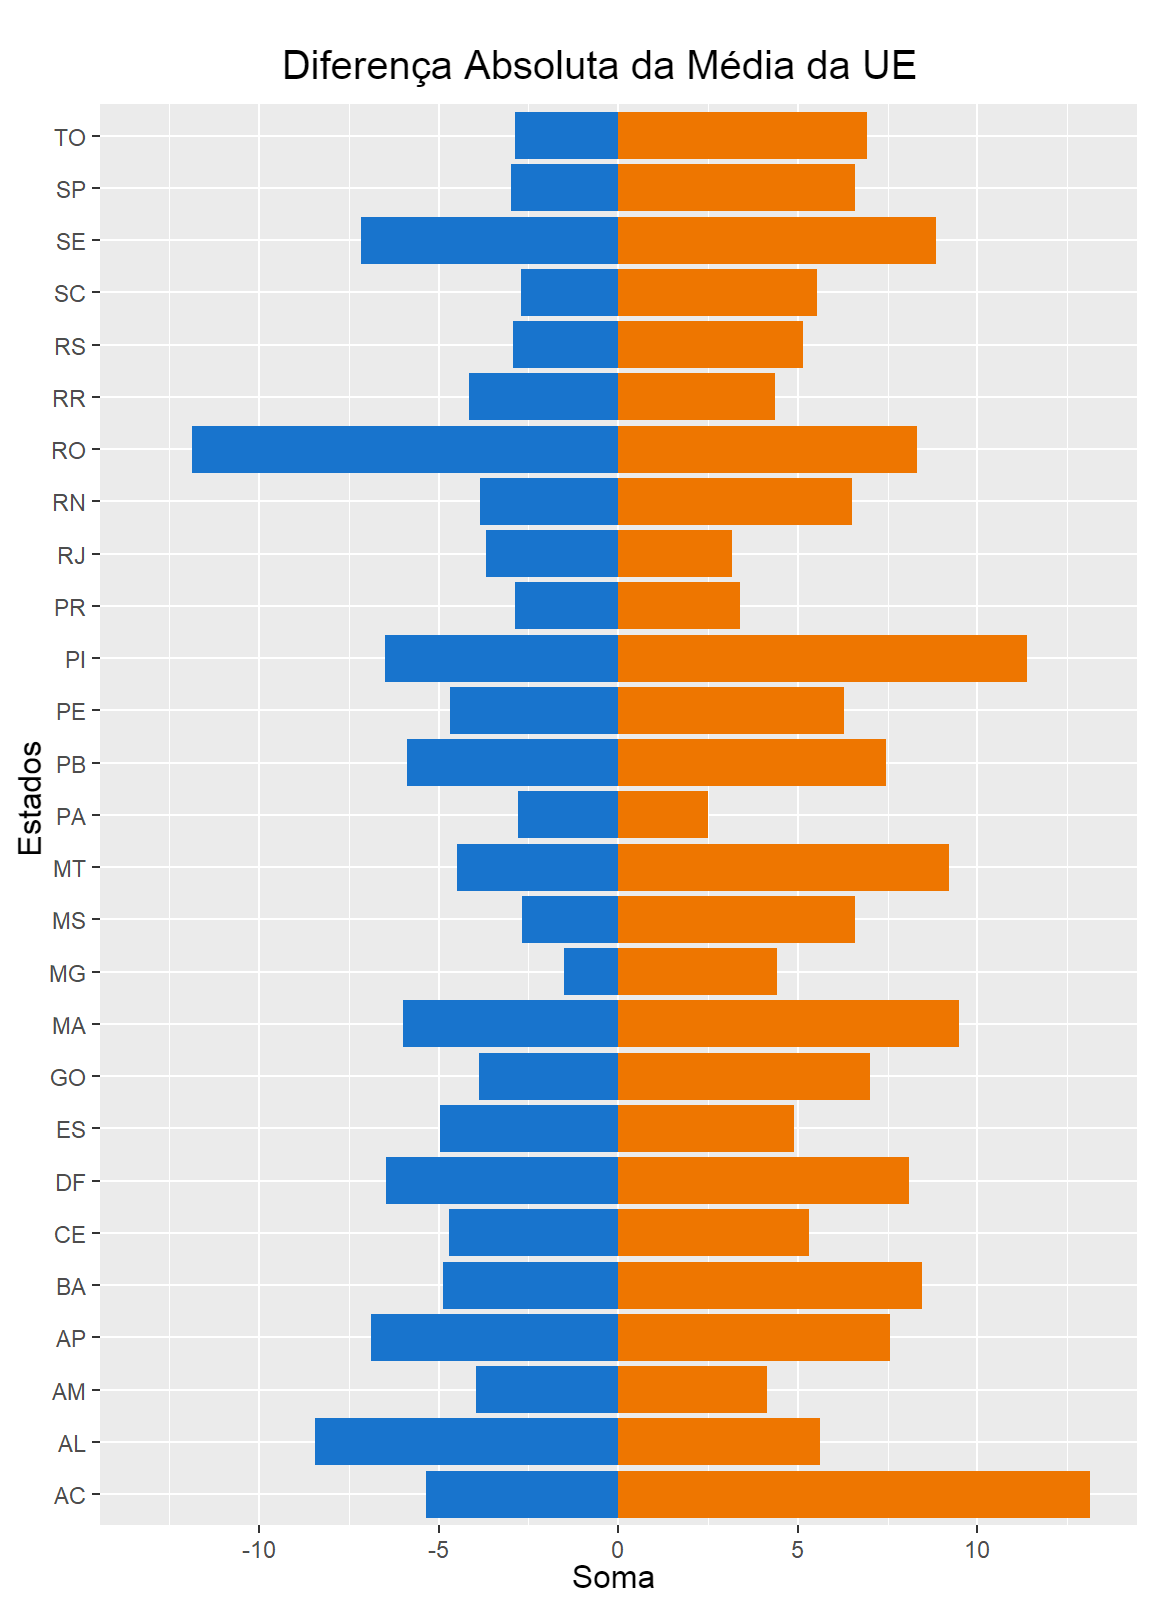 Diferença Absoluta da Média da UE
TO
SP
SE
SC
RS
RR
RO
RN
RJ
PR
PI
PE
PB
PA
MT
MS
MG
MA
GO
ES
DF
CE
BA
AP
AM
AL
AC
Estados
-10 -5 0 5 10
Soma